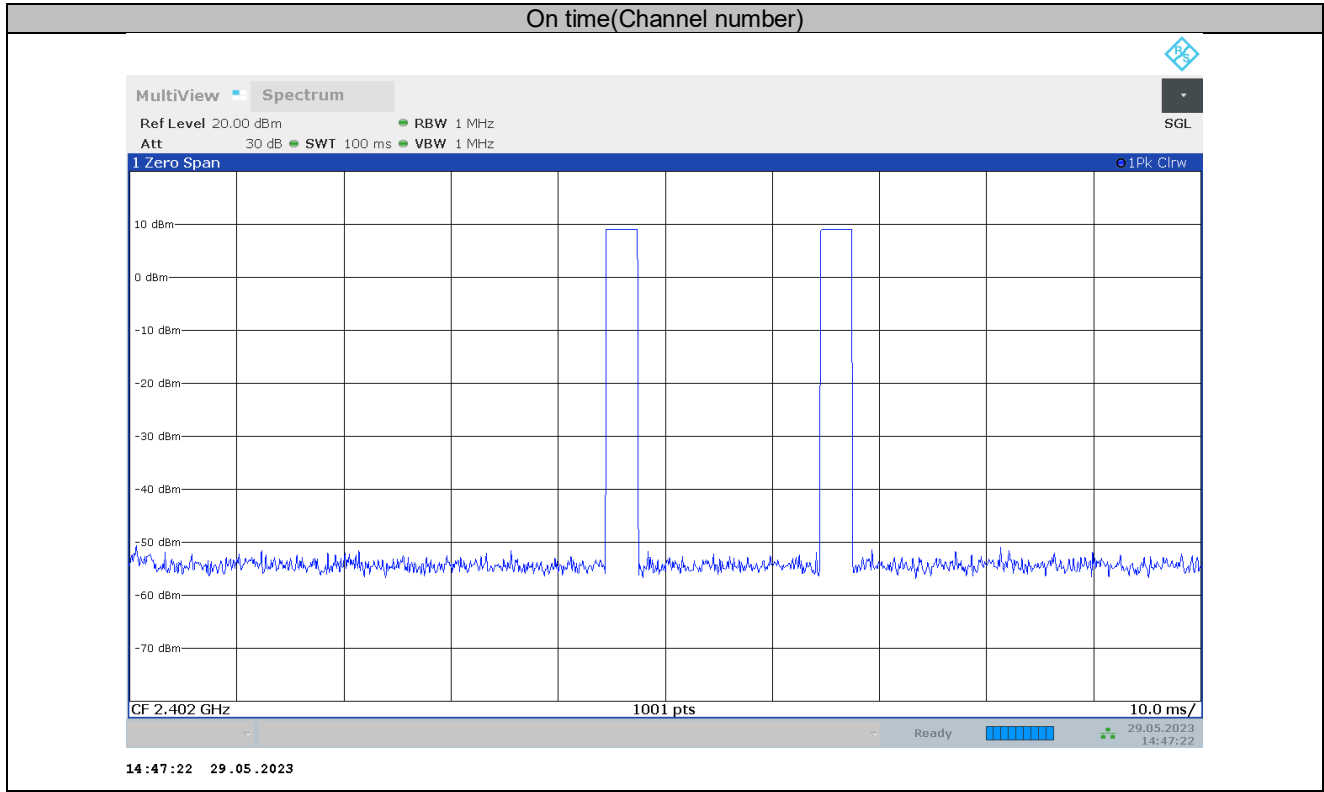 On time(Channel number)
R&S
MultiView Spectrum
Ref Level 20.00 dBm RBW 1 MHz SGL
Att 30 dB SWT 100 ms VBW 1 MHz
1 Zero Span 1Pk Clrw
10 dBm
0 dBm
-10 dBm
-20 dBm
-30 dBm
-40 dBm
-50 dBm
-60 dBm
-70 dBm
CF 2.402 GHz 1001 pts 10.0 ms/
Ready 29.05.2023
14:47:22
14:47:22 29.05.2023